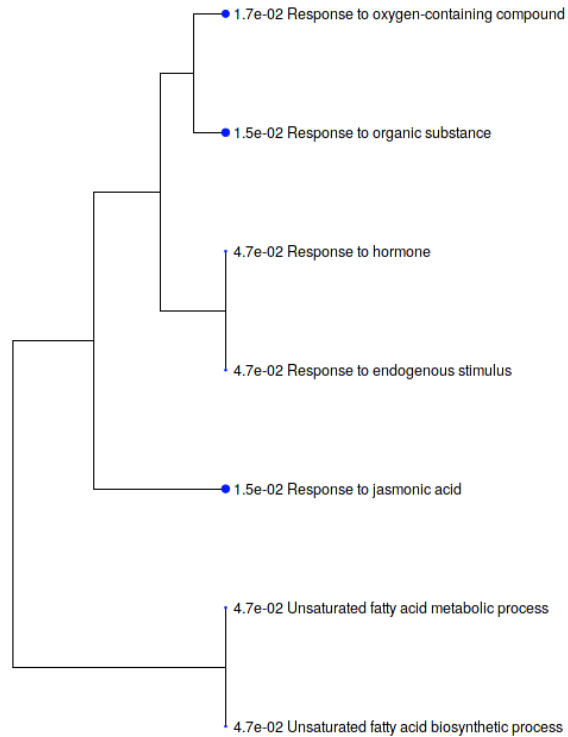 1.7e-02 Response to oxygen-containing compound
1.5e-02 Response to organic substance
4.7e-02 Response to hormone
4.7e-02 Response to endogenous stimulus
1.5e-02 Response to jasmonic acid
4.7e-02 Unsaturated fatty acid metabolic process
4.7e-02 Unsaturated fatty acid biosynthetic process